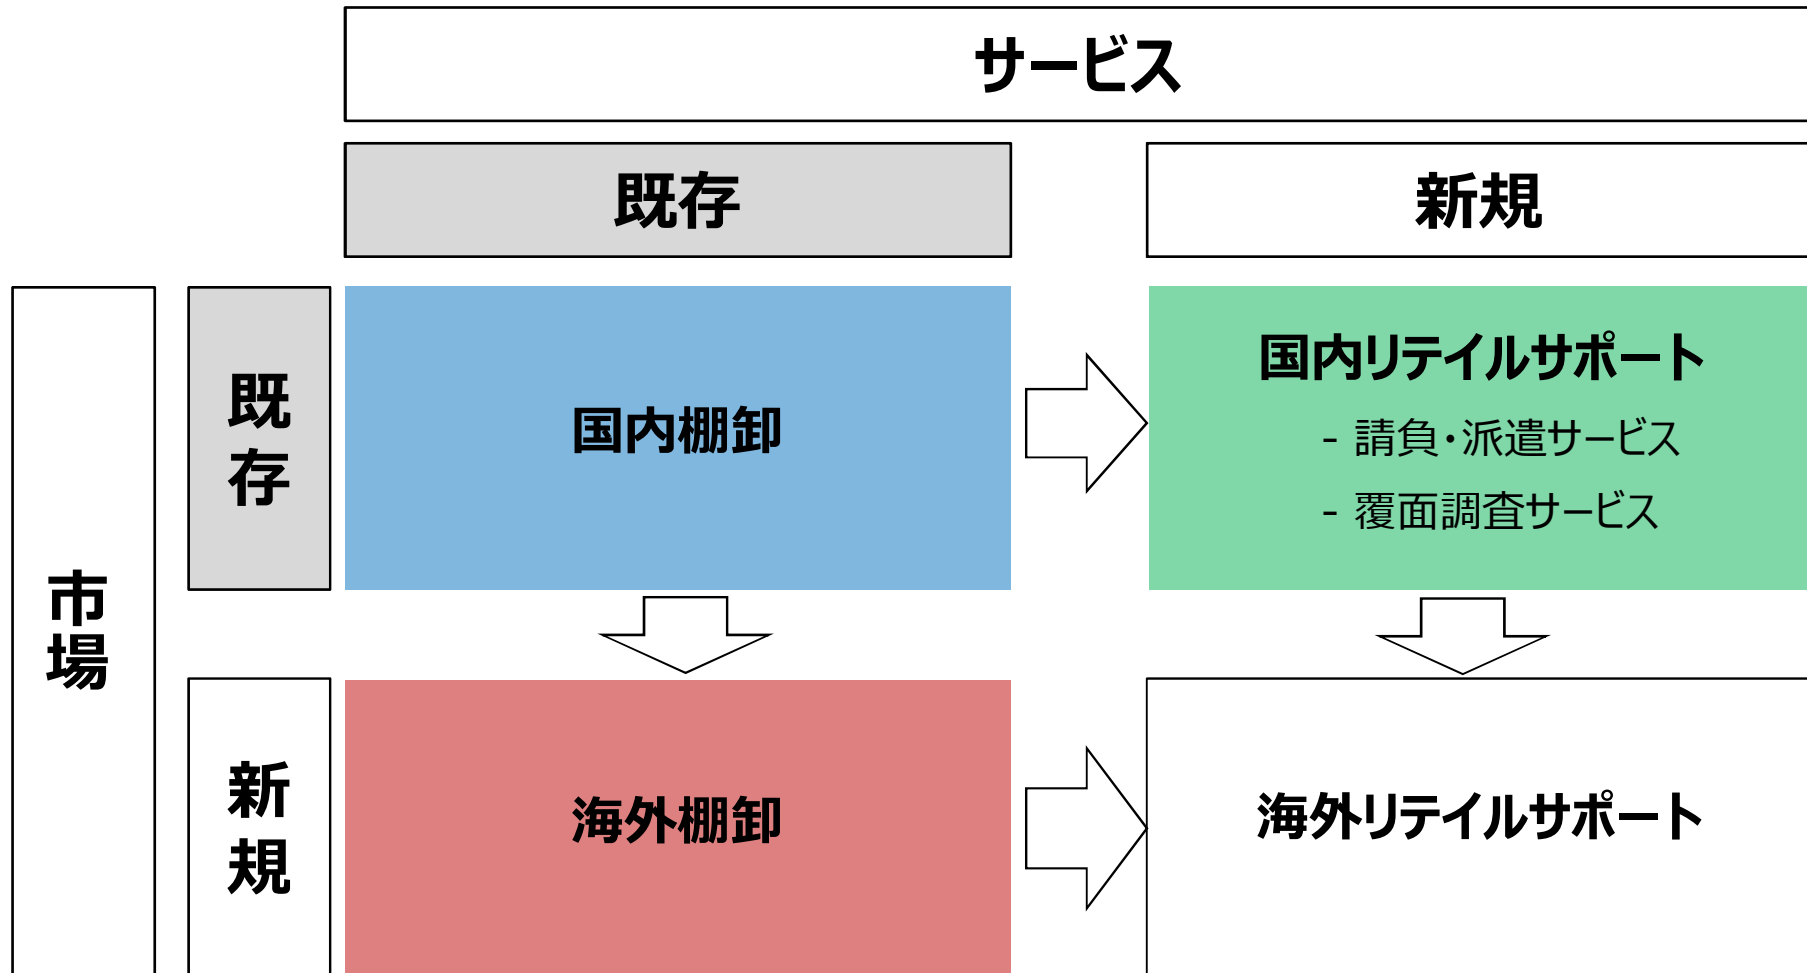 サービス
既存
新規
市場
既存
国内棚卸
国内リテイルサポート
- 請負・派遣サービス
- 覆面調査サービス
新規
海外棚卸
海外リテイルサポート